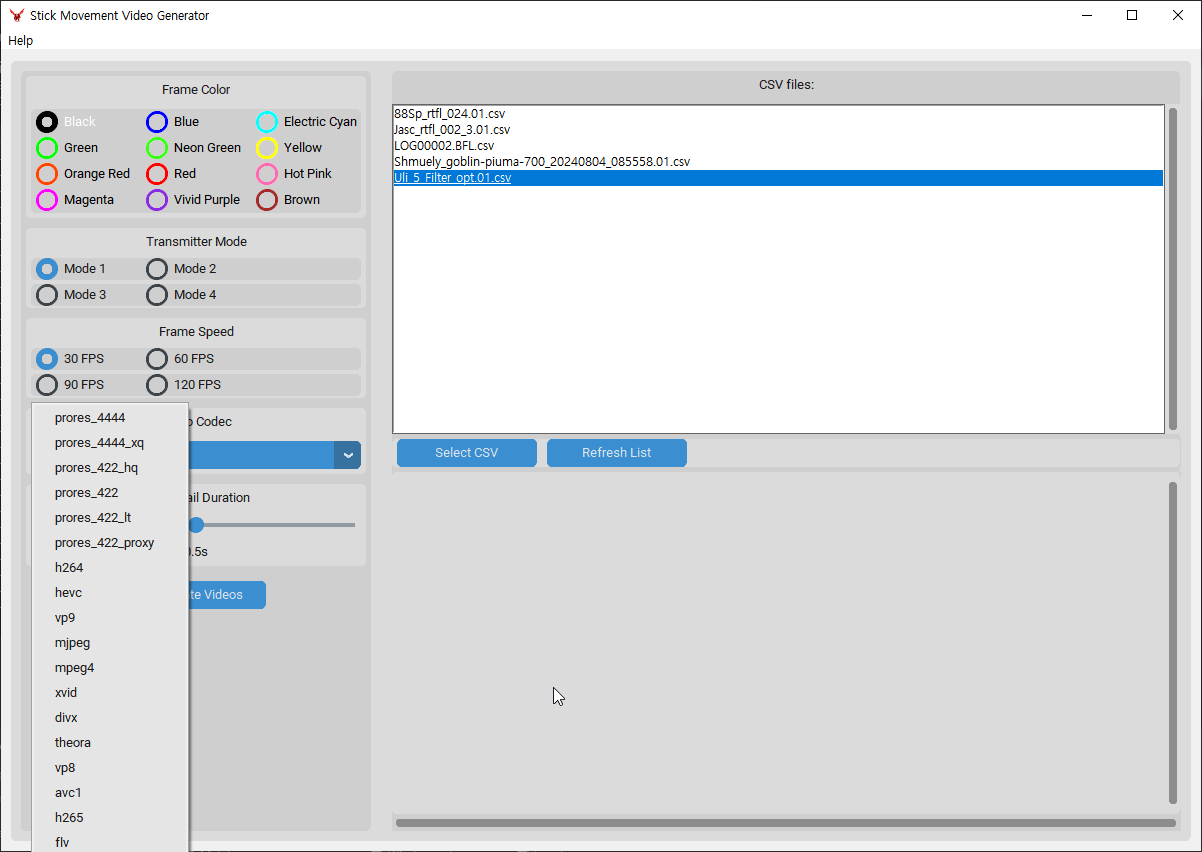 Stick Movement Video Generator
Help
Frame Color
Black Blue Electric Cyan
Green Neon Green Yellow
Orange Red Red Hot Pink
Magenta Vivid Purple Brown
Transmitter Mode
Mode 1 Mode 2
Mode 3 Mode 4
Frame Speed
30 FPS 60 FPS
90 FPS 120 FPS
Codec
Duration
te Videos
prores_4444
prores_4444_xq
prores_422_hq
prores_422
prores_422_lt
prores_422_proxy
h264
hevc
vp9
mjpeg
mpeg4
xvid
divx
theora
vp8
avc1
h265
flv
CSV files:
88Sp_rtfl_024.01.csv
Jasc_rtfl_002_3.01.csv
LOG00002.BFL.csv
Shmuely_goblin-piuma-700_20240804_085558.01.csv
Uli_5_Filter_opt.01.csv
Select CSV Refresh List